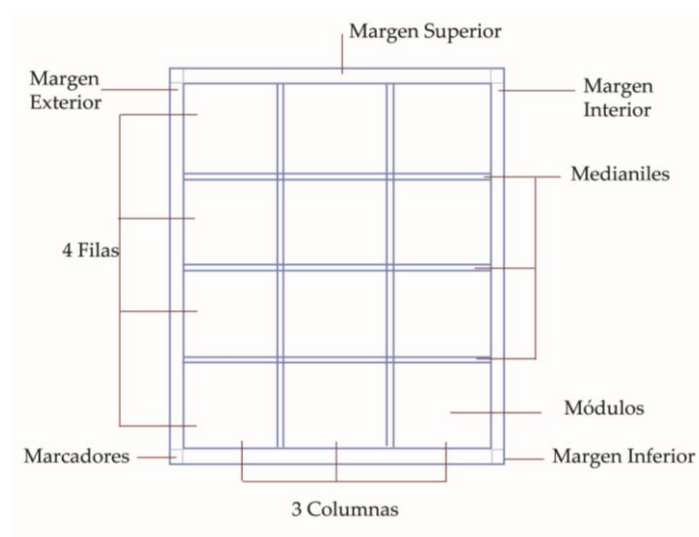 Margen Superior
Margen
Exterior
Margen
Interior
Medianiles
4 Filas
Módulos
Marcadores
Margen Inferior
3 Columnas